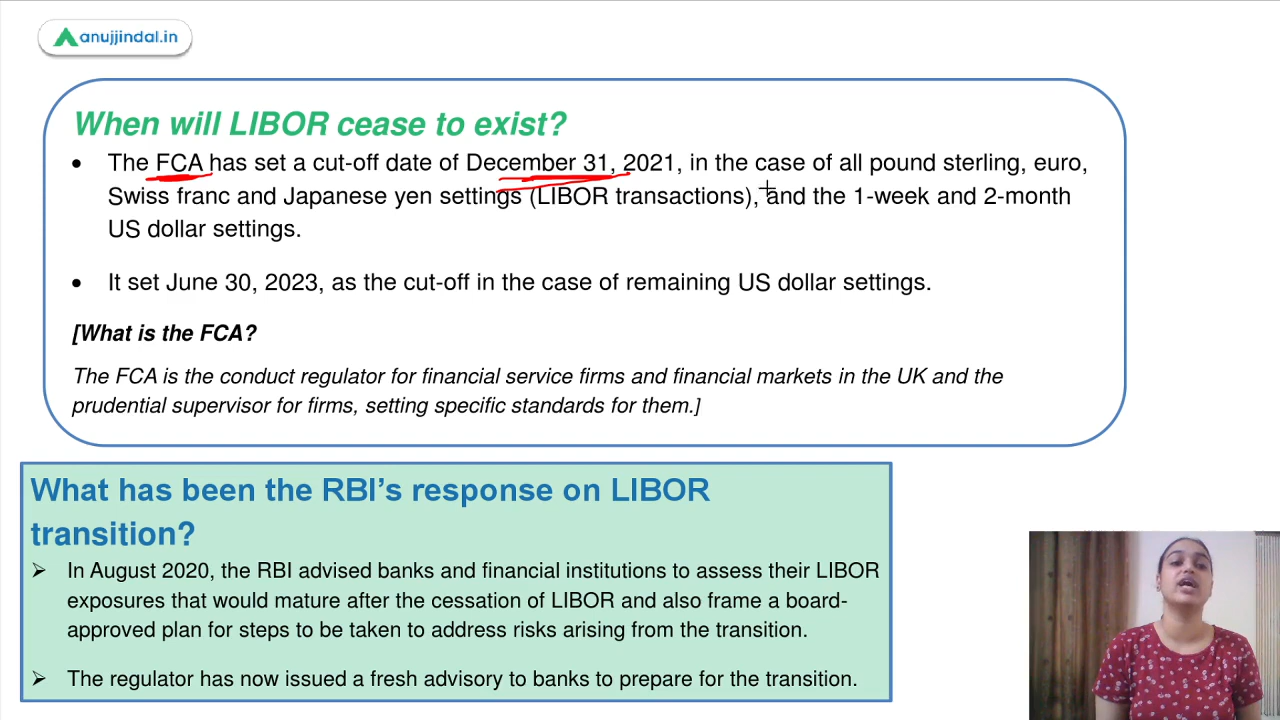 anujjindal.in
When will LIBOR cease to exist?
• The FCA has set a cut-off date of December 31, 2021, in the case of all pound sterling, euro,
Swiss franc and Japanese yen settings (LIBOR transactions), and the 1-week and 2-month
US dollar settings.
• It set June 30, 2023, as the cut-off in the case of remaining US dollar settings.
[What is the FCA?
The FCA is the conduct regulator for financial service firms and financial markets in the UK and the
prudential supervisor for firms, setting specific standards for them.]
What has been the RBI’s response on LIBOR
transition?
➢ In August 2020, the RBI advised banks and financial institutions to assess their LIBOR
exposures that would mature after the cessation of LIBOR and also frame a board-
approved plan for steps to be taken to address risks arising from the transition.
➢ The regulator has now issued a fresh advisory to banks to prepare for the transition.